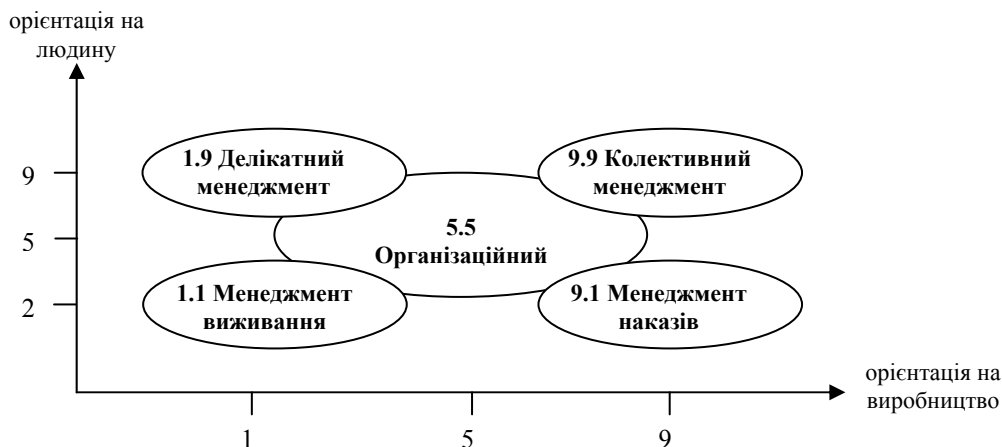 орієнтація на
людину
9
1.9 Делікатний
менеджмент
9.9 Колективний
менеджмент
5
5.5
Організаційний
2
1.1 Менеджмент
виживання
9.1 Менеджмент
наказів
орієнтація на
виробництво
1
5
9